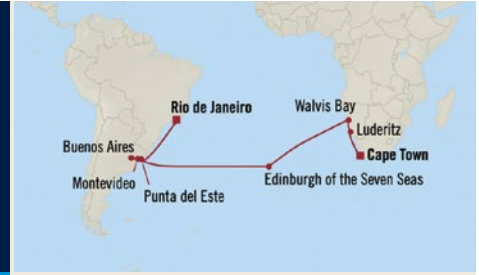 Rio de Janeiro
Walvis Bay
Luderitz
Buenos Aires
Cape Town
Montevideo
Edinburgh of the Seven Seas
Punta del Este